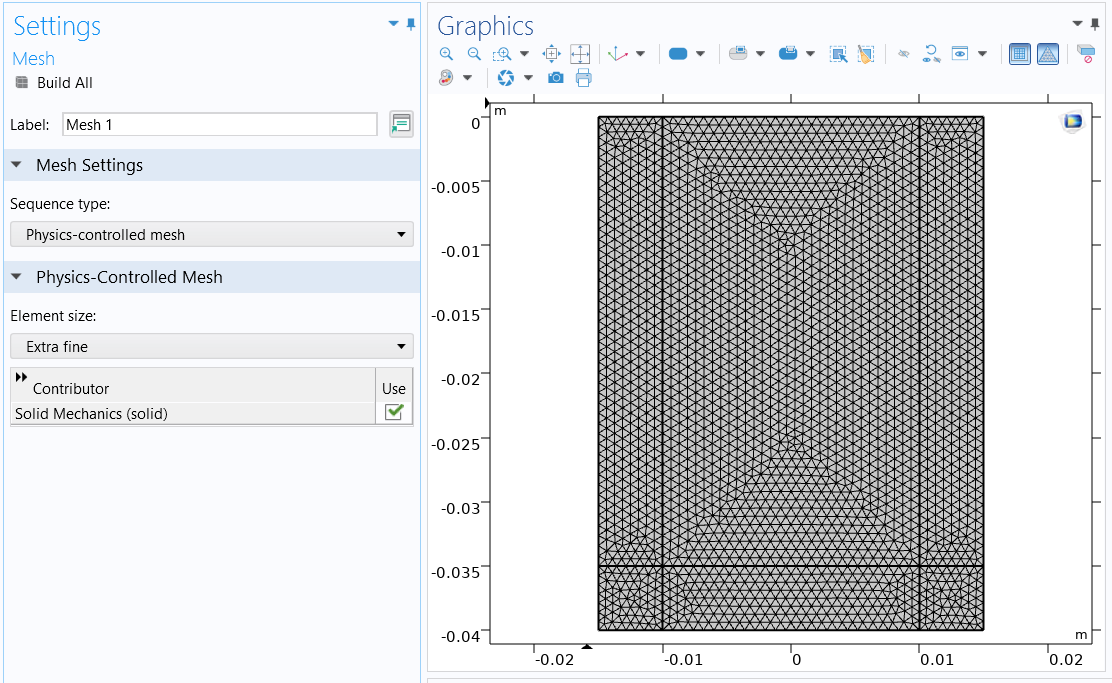 Settings
Mesh
Build All
Label: Mesh 1
Mesh Settings
Sequence type:
Physics-controlled mesh
Physics-Controlled Mesh
Element size:
Extra fine
Contributor Use
Solid Mechanics (solid)
Graphics
m
0
-0.005
-0.01
-0.015
-0.02
-0.025
-0.03
-0.035
-0.04
m
-0.02 -0.01 0 0.01 0.02